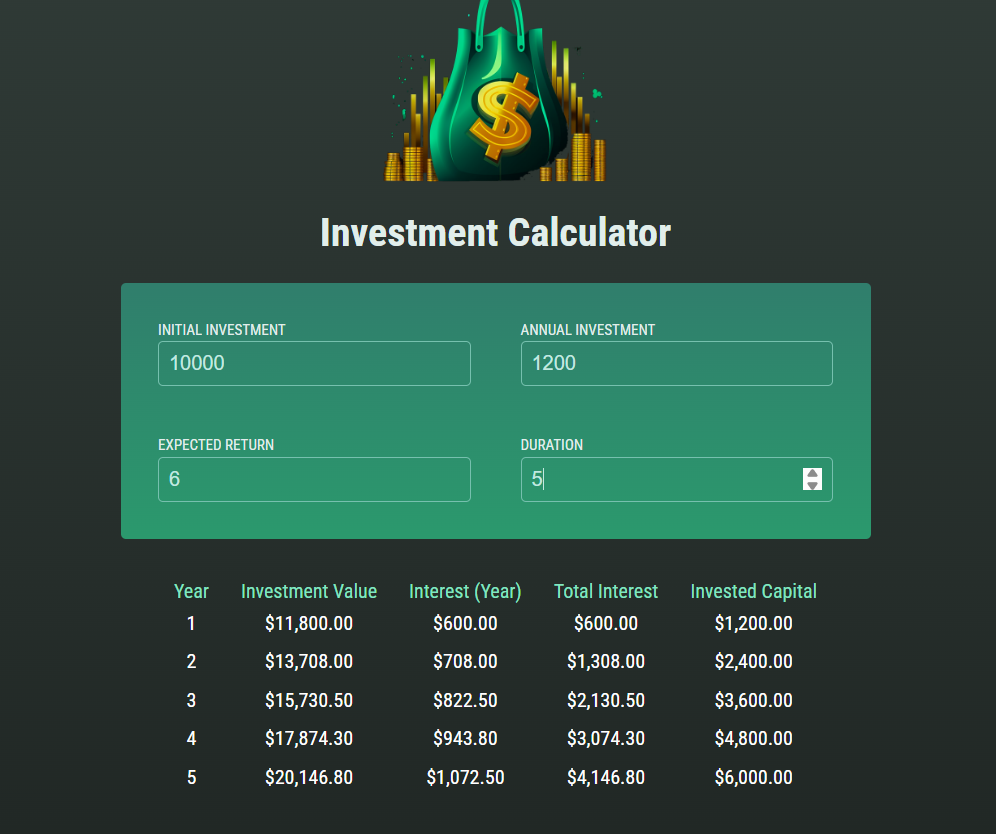 $
Investment Calculator
INITIAL INVESTMENT ANNUAL INVESTMENT
10000 1200
EXPECTED RETURN DURATION
6 5
Year Investment Value Interest (Year) Total Interest Invested Capital
1 $11,800.00 $600.00 $600.00 $1,200.00
2 $13,708.00 $708.00 $1,308.00 $2,400.00
3 $15,730.50 $822.50 $2,130.50 $3,600.00
4 $17,874.30 $943.80 $3,074.30 $4,800.00
5 $20,146.80 $1,072.50 $4,146.80 $6,000.00